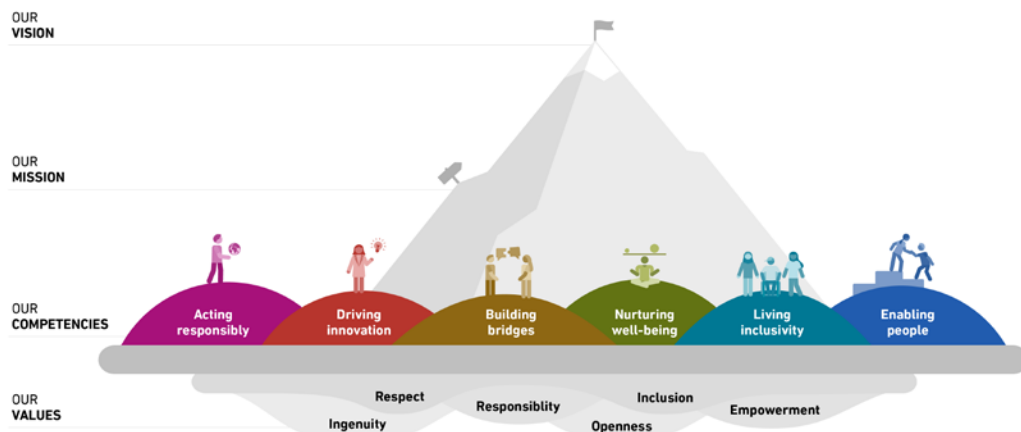 OUR
VISION
OUR
MISSION
OUR
COMPETENCIES
Acting
responsibly
Driving
innovation
Building
bridges
Nurturing
well-being
Living
inclusivity
Enabling
people
OUR
VALUES
Respect
Inclusion
Responsiblity
Empowerment
Ingenuity
Openness